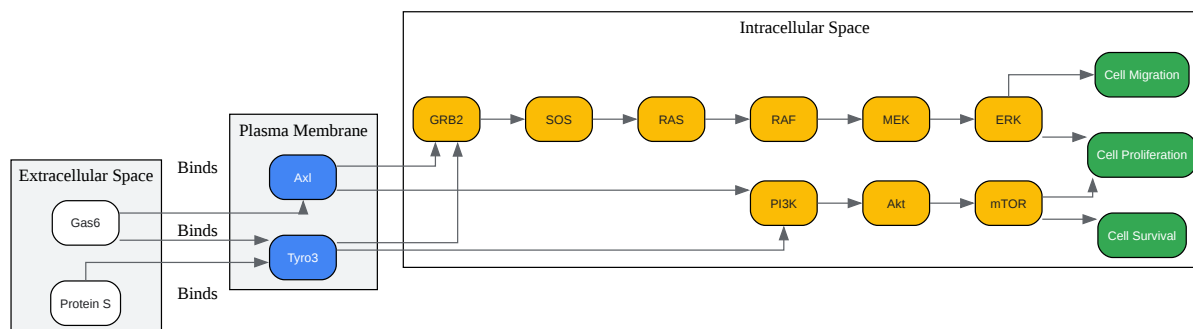 Intracellular Space
Cell Migration
GRB2
SOS
RAS
RAF
MEK
ERK
Plasma Membrane
Cell Proliferation
Binds
Extracellular Space
Axl
PI3K
Akt
mTOR
Gas6
Binds
Cell Survival
Tyro3
Binds
Protein S